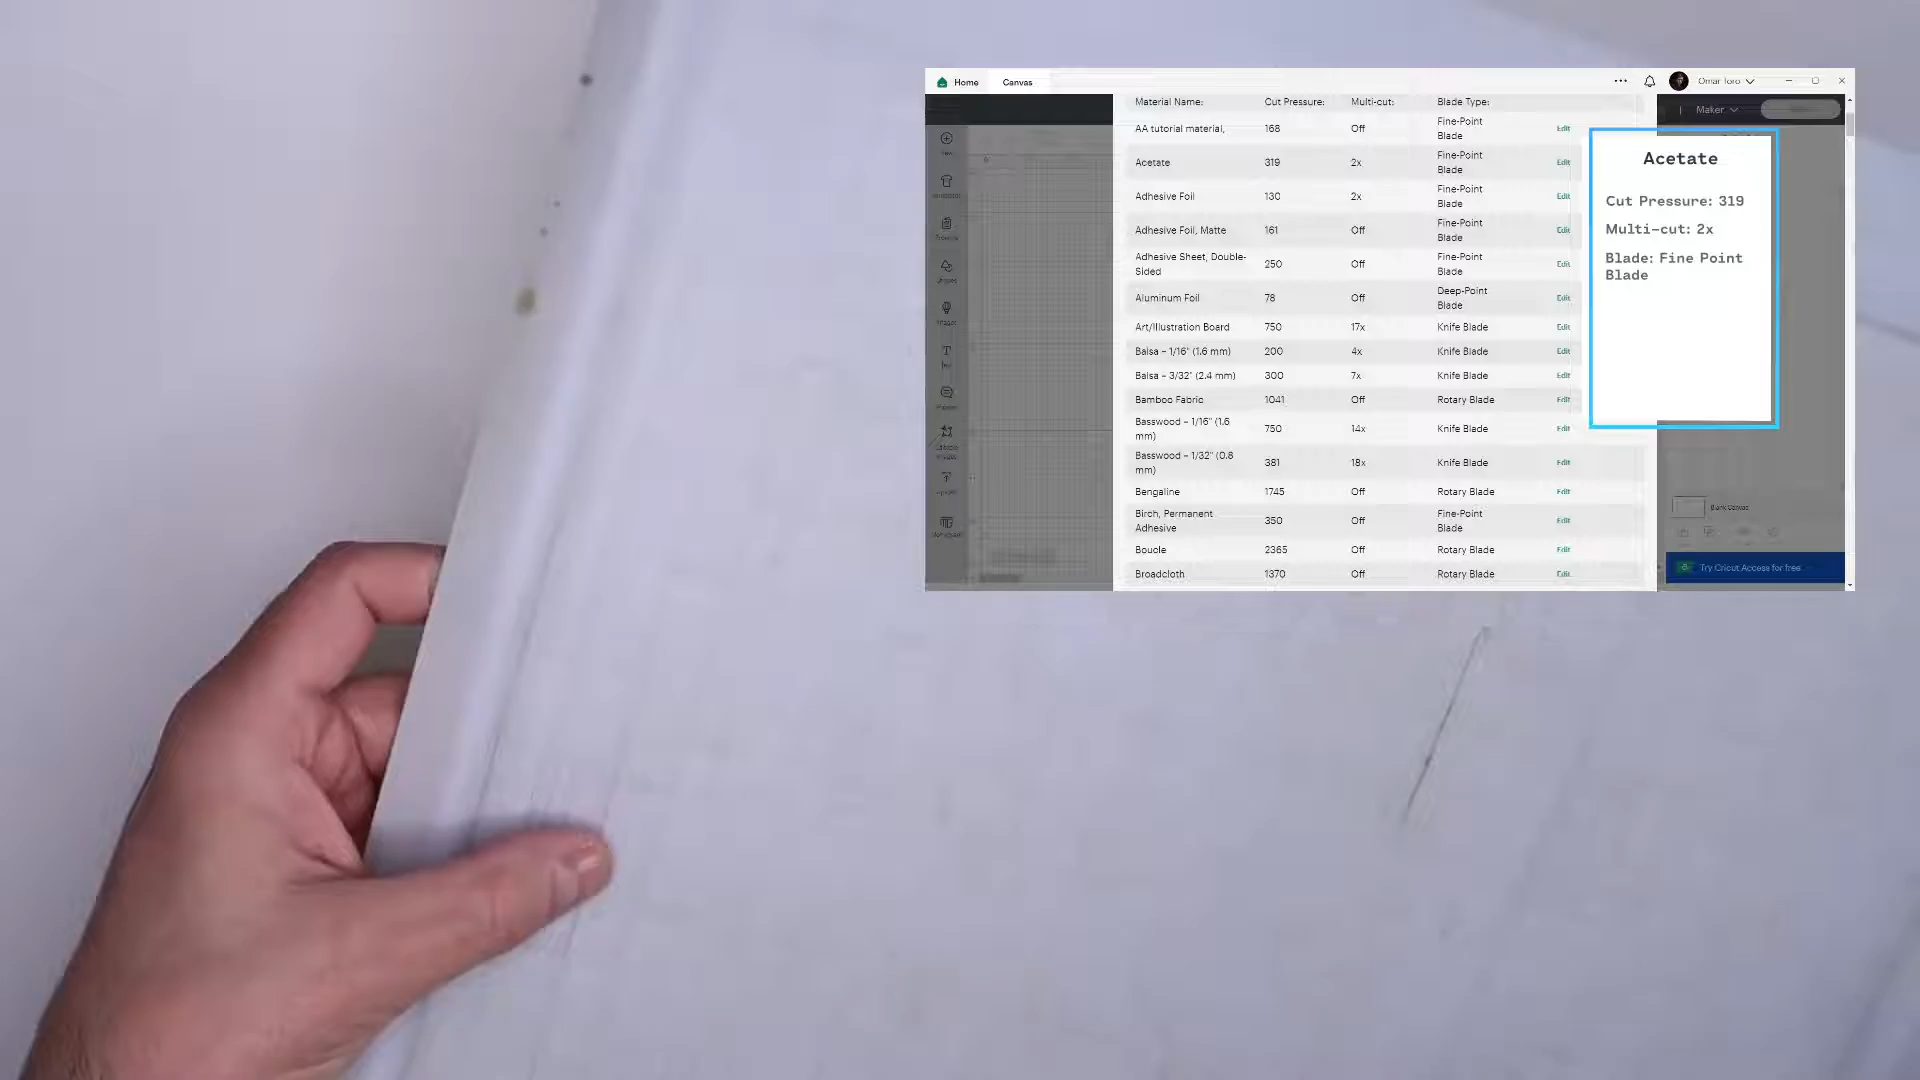 Home Canvas
Omar Toro
Maker
Material Name: Cut Pressure: Multi-cut: Blade Type:
AA tutorial material, 168 Off Fine-Point Blade Edit
Acetate 319 2x Fine-Point Blade Edit
Adhesive Foil 130 2x Fine-Point Blade Edit
Adhesive Foil, Matte 161 Off Fine-Point Blade Edit
Adhesive Sheet, Double-Sided 250 Off Fine-Point Blade Edit
Aluminum Foil 78 Off Deep-Point Blade Edit
Art/Illustration Board 750 17x Knife Blade Edit
Balsa – 1/16" (1.6 mm) 200 4x Knife Blade Edit
Balsa – 3/32" (2.4 mm) 300 7x Knife Blade Edit
Bamboo Fabric 1041 Off Rotary Blade Edit
Basswood – 1/16" (1.6 mm) 750 14x Knife Blade Edit
Basswood – 1/32" (0.8 mm) 381 18x Knife Blade Edit
Bengaline 1745 Off Rotary Blade Edit
Birch, Permanent Adhesive 350 Off Fine-Point Blade Edit
Boucle 2365 Off Rotary Blade Edit
Broadcloth 1370 Off Rotary Blade Edit
Acetate
Cut Pressure: 319
Multi-cut: 2x
Blade: Fine Point
Blade
Blank Canvas
Try Cricut Access for free